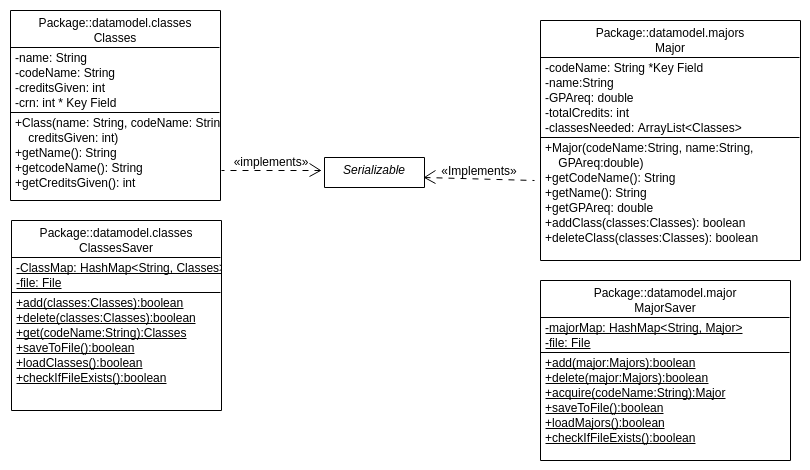 Package::datamodel.classes
Classes
-name: String
-codeName: String
-creditsGiven: int
-crn: int * Key Field
+Class(name: String, codeName: Strin
creditsGiven: int)
+getName(): String
+getcodeName(): String
+getCreditsGiven(): int
«implements»
Serializable
«Implements»
Package::datamodel.majors
Major
-codeName: String *Key Field
-name:String
-GPAreq: double
-totalCredits: int
-classesNeeded: ArrayList<Classes>
+Major(codeName:String, name:String,
GPAreq:double)
+getCodeName(): String
+getName(): String
+getGPAreq: double
+addClass(classes:Classes): boolean
+deleteClass(classes:Classes): boolean
Package::datamodel.classes
ClassesSaver
-ClassMap: HashMap<String, Classes>
-file: File
+add(classes:Classes):boolean
+delete(classes:Classes):boolean
+get(codeName:String):Classes
+saveToFile():boolean
+loadClasses():boolean
+checkIfFileExists():boolean
Package::datamodel.major
MajorSaver
-majorMap: HashMap<String, Major>
-file: File
+add(major:Majors):boolean
+delete(major:Majors):boolean
+acquire(codeName:String):Major
+saveToFile():boolean
+loadMajors():boolean
+checkIfFileExists():boolean